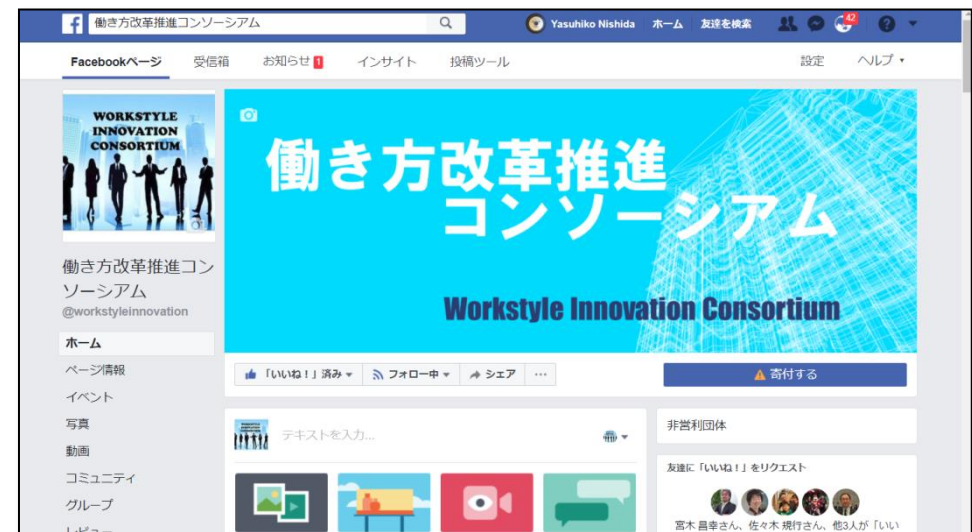 働き方改革推進コンソーシアム
Yasuhiko Nishida ホーム 友達を検索 42
Facebookページ 受信箱 お知らせ 1 インサイト 投稿ツール 設定 ヘルプ
WORKSTYLE
INNOVATION
CONSORTIUM
働き方改革推進
コンソーシアム
Workstyle Innovation Consortium
働き方改革推進コン
ソーシアム
@workstyleinnovation
ホーム
ページ情報
イベント
写真
動画
コミュニティ
グループ
レビュー
「いいね！」済み フォロー中 シェア ...
寄付する
テキストを入力...
非営利団体
友達に「いいね！」をリクエスト
宮木 昌幸さん、佐々木 規行さん、他3人が「いい